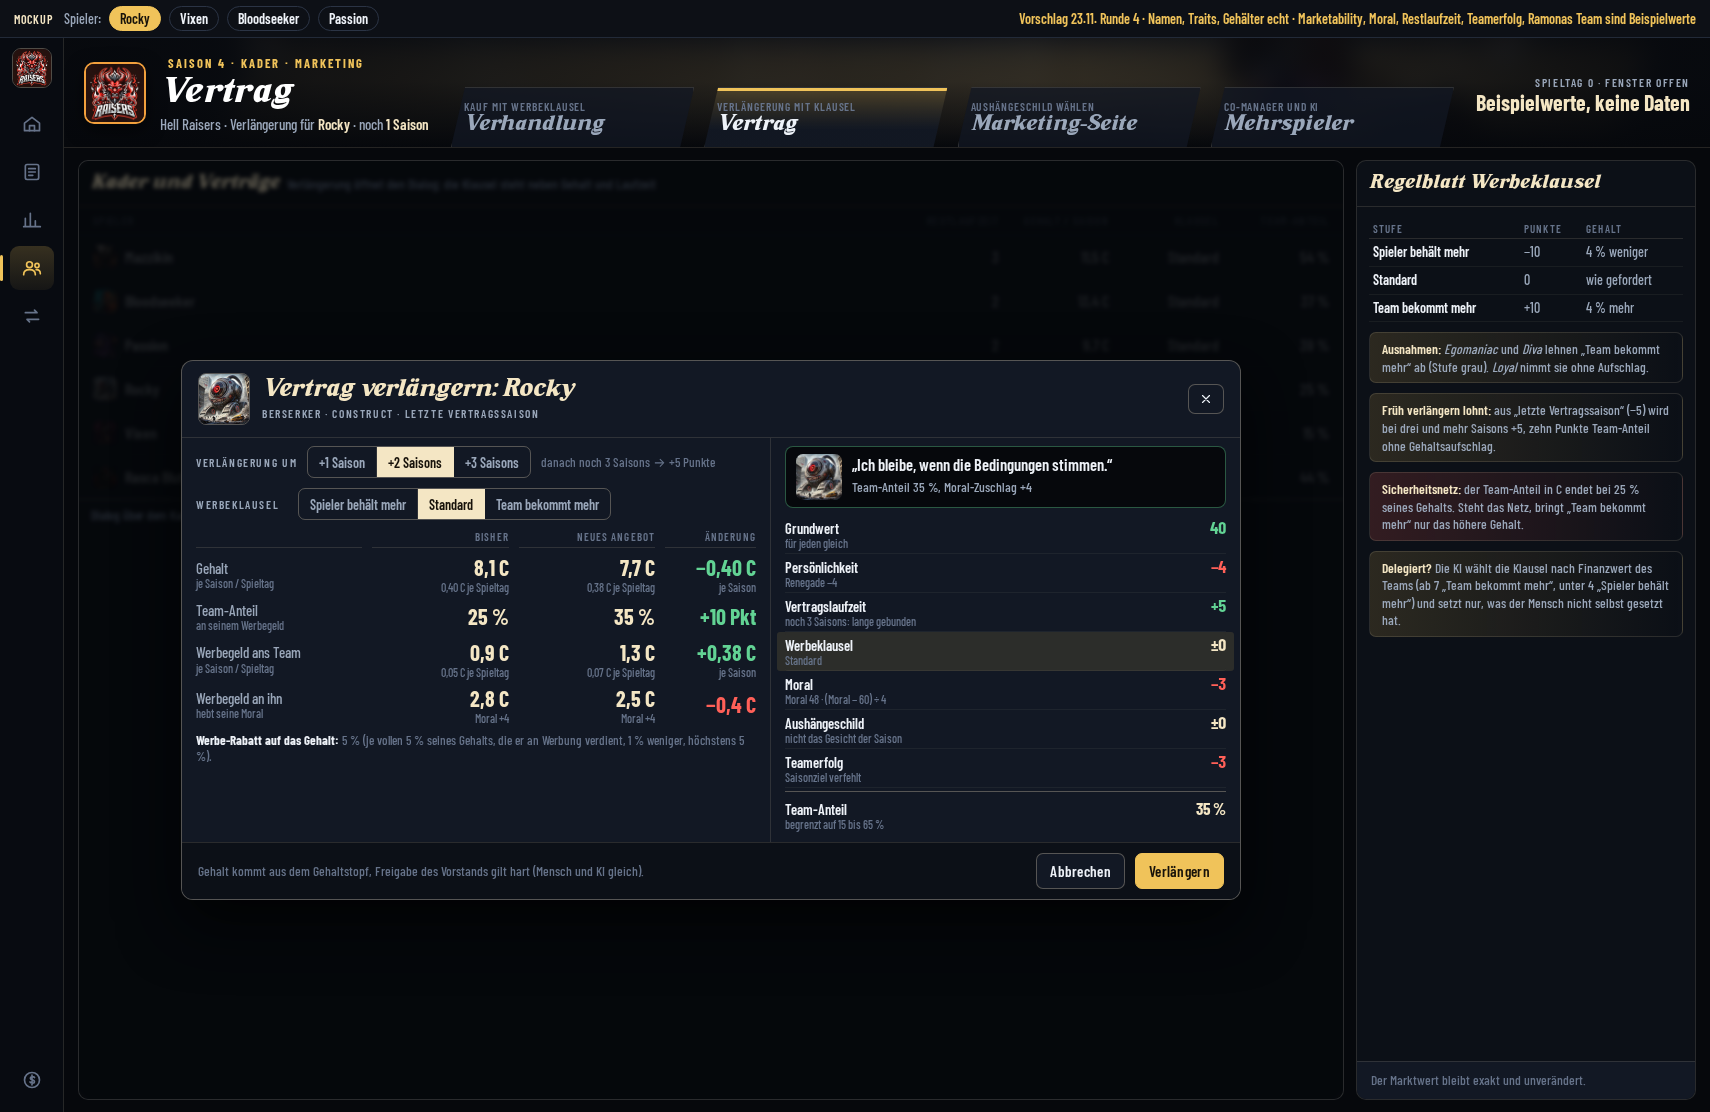 MOCKUP Spieler: Rocky Vixen Bloodseeker Passion
Vorschlag 23.11. Runde 4 · Namen, Traits, Gehälter echt · Marketability, Moral, Restlaufzeit, Teamerfolg, Ramonas Team sind Beispielwerte
SAISON 4 · KADER · MARKETING
Vertrag
Hell Raisers · Verlängerung für Rocky · noch 1 Saison
KAUF MIT WERBEKLAUSEL
Verhandlung
VERLÄNGERUNG MIT KLAUSEL
Vertrag
AUSHÄNGESCHILD WÄHLEN
Marketing-Seite
CO-MANAGER UND KI
Mehrspieler
SPIELTAG 0 · FENSTER OFFEN
Beispielwerte, keine Daten
RAISERS
RAISERS
Kader und Verträge
Passion
Bloodseeker
Rocky
Vixen
Standard
Standard
Standard
Vertrag verlängern: Rocky
BERSERKER · CONSTRUCT · LETZTE VERTRAGSSAISON
VERLÄNGERUNG UM +1 Saison +2 Saisons +3 Saisons danach noch 3 Saisons → +5 Punkte
WERBEKLAUSEL Spieler behält mehr Standard Team bekommt mehr
BISHER NEUES ANGEBOT ÄNDERUNG
Gehalt 8,1 C 7,7 C −0,40 C
je Saison / Spieltag 0,40 C je Spieltag 0,38 C je Spieltag je Saison
Team-Anteil 25 % 35 % +10 Pkt
an seinem Werbegeld
Werbegeld ans Team 0,9 C 1,3 C +0,38 C
je Saison / Spieltag 0,05 C je Spieltag 0,07 C je Spieltag je Saison
Werbegeld an ihn 2,8 C 2,5 C −0,4 C
hebt seine Moral Moral +4 Moral +4
Werbe-Rabatt auf das Gehalt: 5 % (je vollen 5 % seines Gehalts, die er an Werbung verdient, 1 % weniger, höchstens 5
%).
„Ich bleibe, wenn die Bedingungen stimmen.“
Team-Anteil 35 %, Moral-Zuschlag +4
Grundwert 40
für jeden gleich
Persönlichkeit −4
Renegade −4
Vertragslaufzeit +5
noch 3 Saisons: lange gebunden
Werbeklausel ±0
Standard
Moral −3
Moral 48 · (Moral − 60) ÷ 4
Aushängeschild ±0
nicht das Gesicht der Saison
Teamerfolg −3
Saisonziel verfehlt
Team-Anteil 35 %
begrenzt auf 15 bis 65 %
Gehalt kommt aus dem Gehaltstopf, Freigabe des Vorstands gilt hart (Mensch und KI gleich).
Abbrechen Verlängern
Regelblatt Werbeklausel
STUFE PUNKTE GEHALT
Spieler behält mehr −10 4 % weniger
Standard 0 wie gefordert
Team bekommt mehr +10 4 % mehr
Ausnahmen: Egomaniac und Diva lehnen „Team bekommt
mehr“ ab (Stufe grau). Loyal nimmt sie ohne Aufschlag.
Früh verlängern lohnt: aus „letzte Vertragssaison“ (−5) wird
bei drei und mehr Saisons +5, zehn Punkte Team-Anteil
ohne Gehaltsaufschlag.
Sicherheitsnetz: der Team-Anteil in C endet bei 25 %
seines Gehalts. Steht das Netz, bringt „Team bekommt
mehr“ nur das höhere Gehalt.
Delegiert? Die KI wählt die Klausel nach Finanzwert des
Teams (ab 7 „Team bekommt mehr“, unter 4 „Spieler behält
mehr“) und setzt nur, was der Mensch nicht selbst gesetzt
hat.
Der Marktwert bleibt exakt und unverändert.